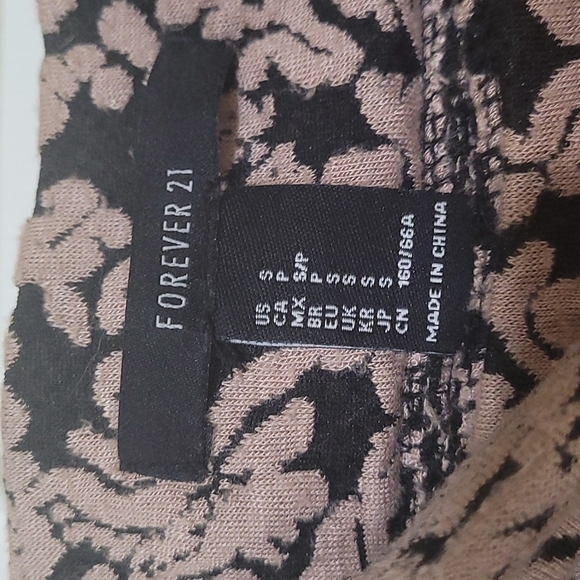 FOREVER 21
US S
CA P
MX S/P
BR P
EU S
UK S
KR S
JP S
CN 160/66A
MADE IN CHINA